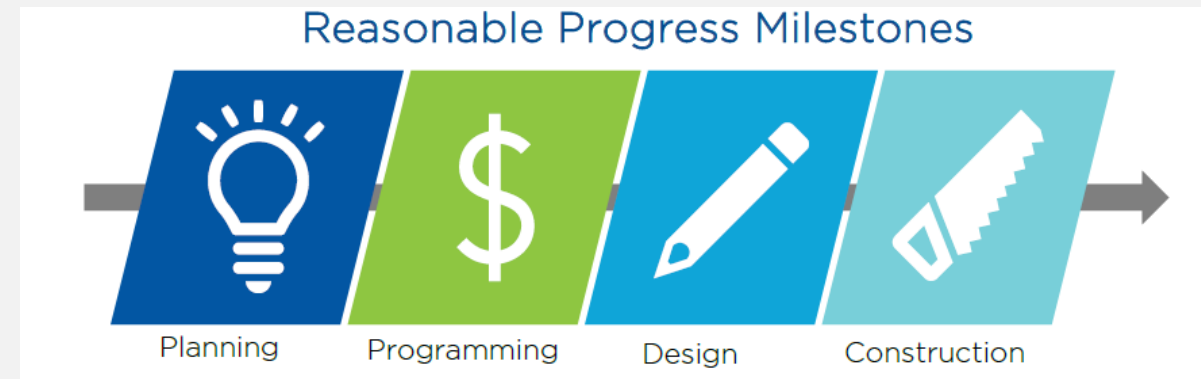 Reasonable Progress Milestones
$
Planning
Programming
Design
Construction